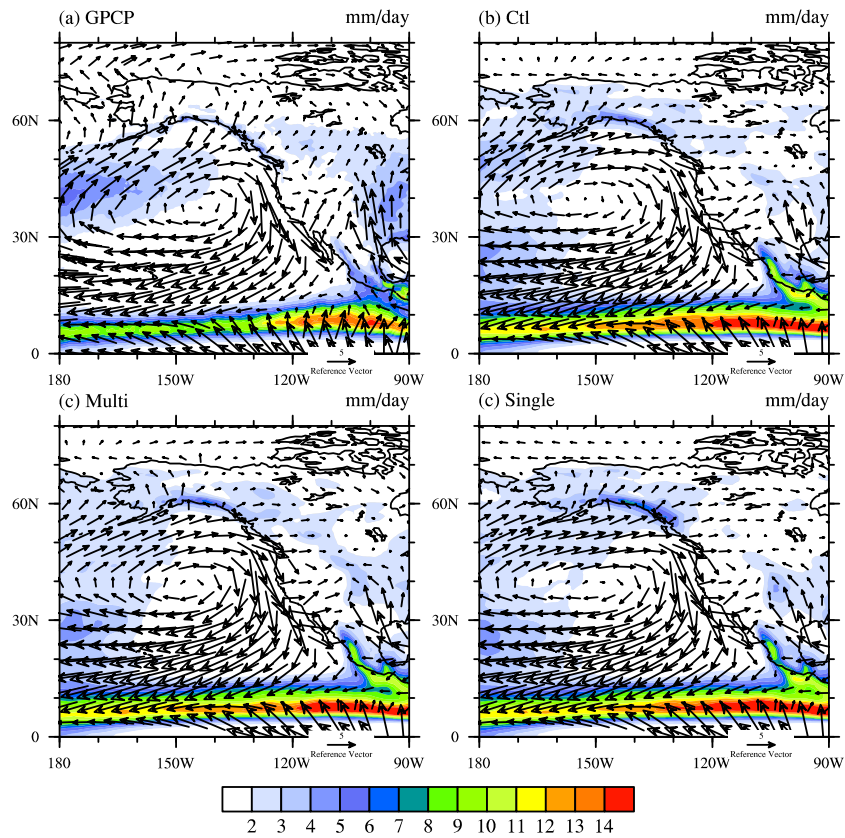 (a) GPCP mm/day
60N
30N
0
180 150W 120W 90W
5
Reference Vector
(b) Ctl mm/day
60N
30N
0
180 150W 120W 90W
5
Reference Vector
(c) Multi mm/day
60N
30N
0
180 150W 120W 90W
5
Reference Vector
(c) Single mm/day
60N
30N
0
180 150W 120W 90W
5
Reference Vector
2 3 4 5 6 7 8 9 10 11 12 13 14